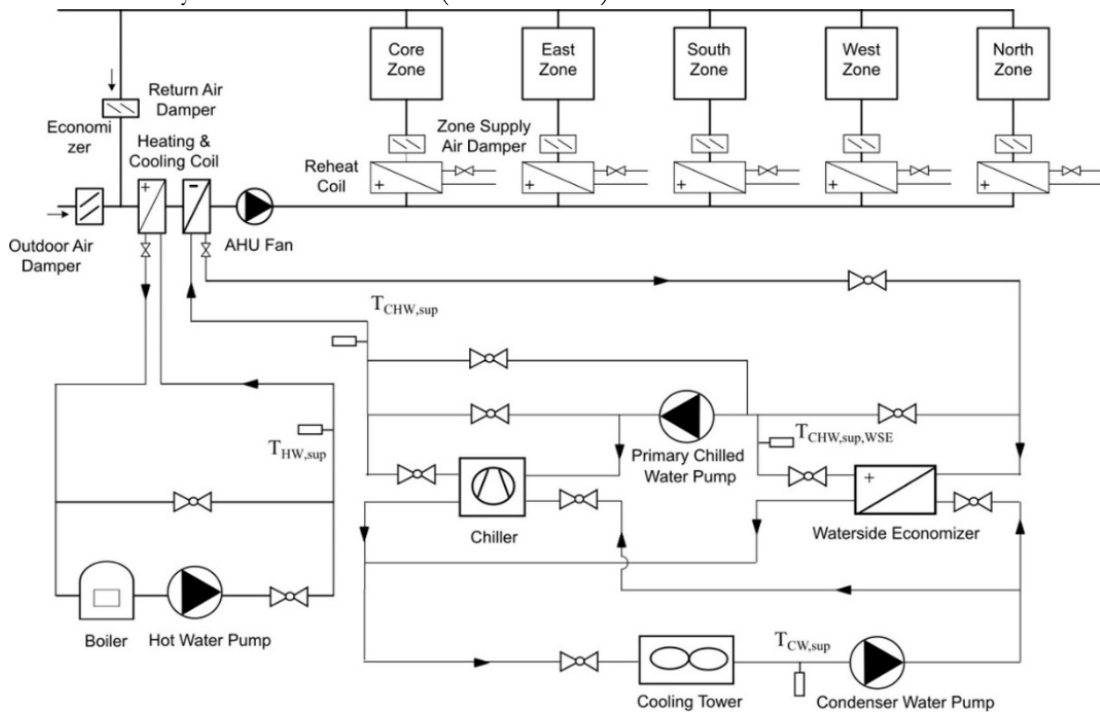 Core
Zone
East
Zone
South
Zone
West
Zone
North
Zone
Return Air
Damper
Economi
zer
Heating &
Cooling Coil
Zone Supply
Air Damper
Reheat
Coil
+
+
+
+
+
+
-
Outdoor Air
Damper
AHU Fan
T_CHW,sup
T_HW,sup
Primary Chilled
Water Pump
T_CHW,sup,WSE
+
Chiller
Waterside Economizer
Boiler
Hot Water Pump
T_CW,sup
Cooling Tower
Condenser Water Pump